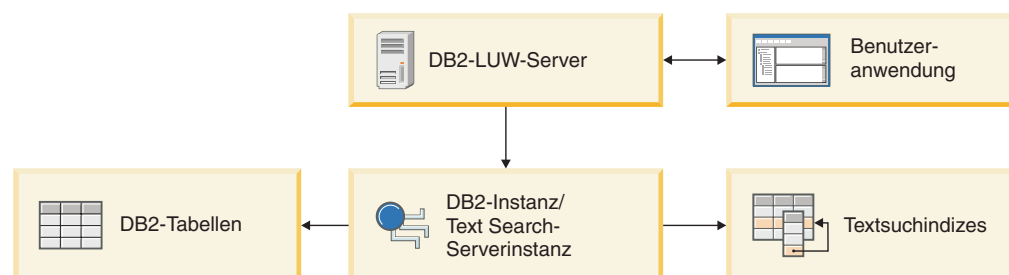 DB2-LUW-Server
Benutzer-
anwendung
DB2-Tabellen
DB2-Instanz/
Text Search-
Serverinstanz
Textsuchindizes